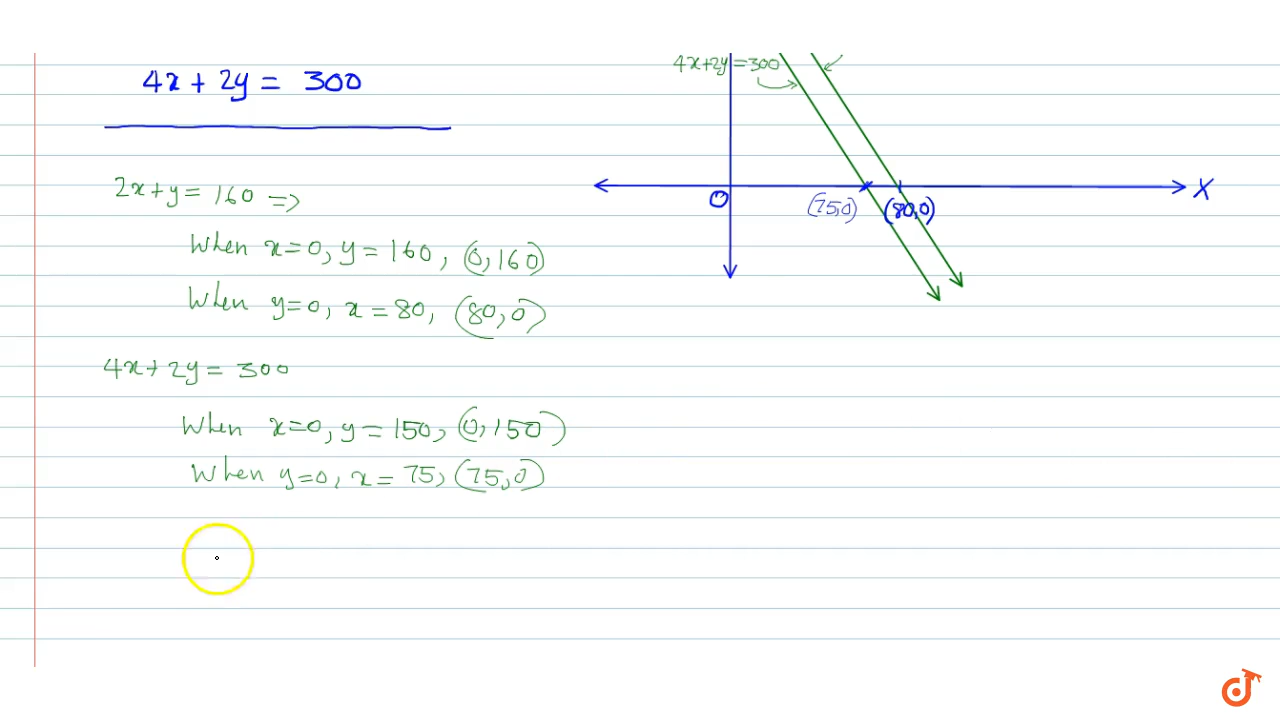 4x + 2y = 300
2x + y = 160 =>
When x=0, y = 160, (0,160)
When y=0, x = 80, (80,0)
4x + 2y = 300
When x=0, y = 150, (0,150)
When y=0, x = 75, (75,0)
4x+2y=300
X
O
(75,0)
(80,0)